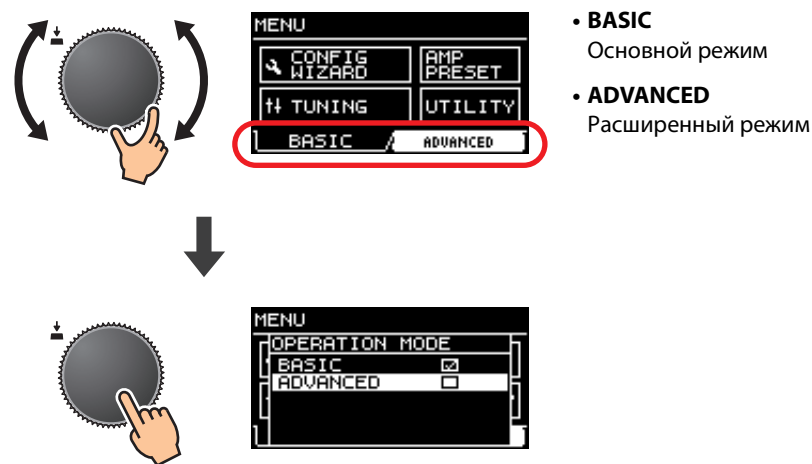 MENU
CONFIG WIZARD
AMP PRESET
TUNING
UTILITY
BASIC
ADVANCED
• BASIC
Основной режим
• ADVANCED
Расширенный режим
MENU
OPERATION MODE
BASIC
ADVANCED